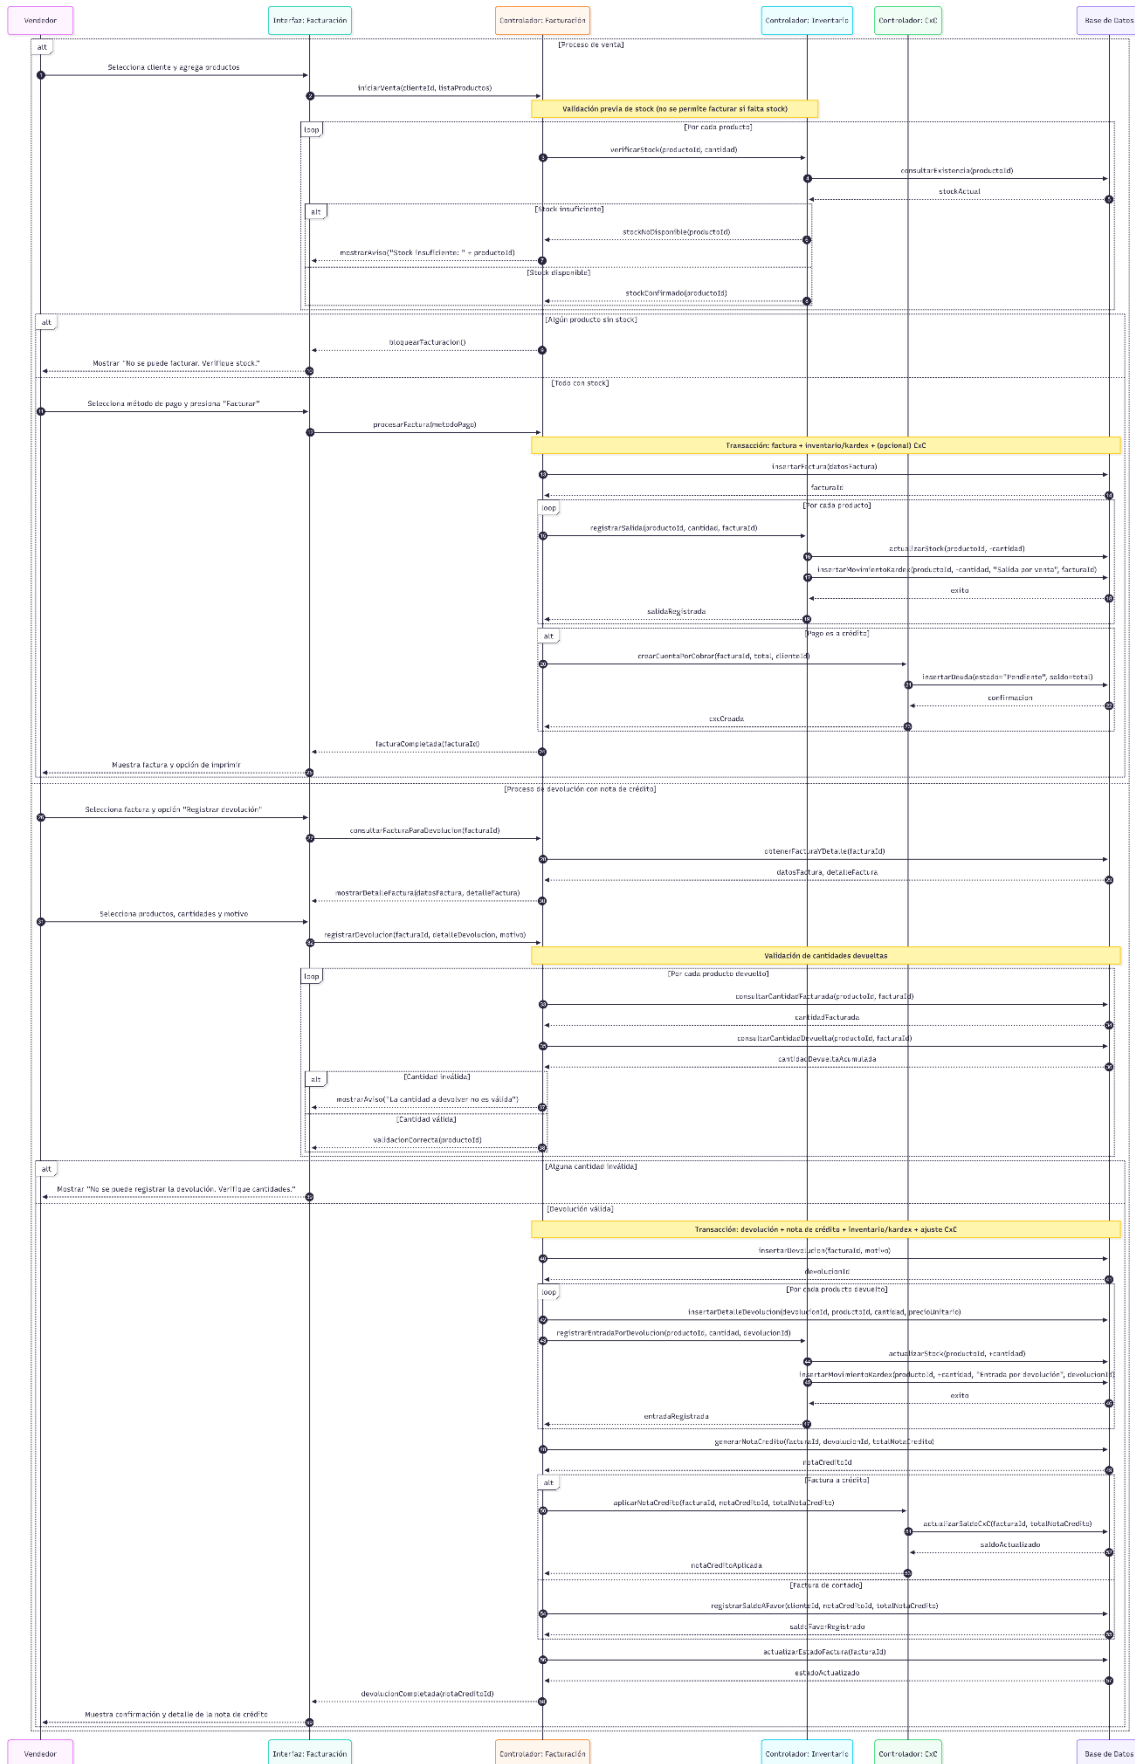 Vendedor
Interfaz: Facturación
Controlador: Facturación
Controlador: Inventario
Controlador: CxC
Base de Datos
alt
[Proceso de venta]
Selecciona cliente y agrega productos
iniciarVenta(clienteId, listaProductos)
Validación previa de stock (no se permite facturar si falta stock)
loop
[Por cada producto]
verificarStock(productoId, cantidad)
consultarExistencia(productoId)
stockActual
alt
[Stock insuficiente]
stockNoDisponible(productoId)
mostrarAviso("Stock insuficiente: " + productoId)
[Stock disponible]
stockConfirmado(productoId)
alt
[Algún producto sin stock]
bloquearFacturacion()
Mostrar "No se puede facturar. Verifique stock."
[Todo con stock]
Selecciona método de pago y presiona "Facturar"
procesarFactura(metodoPago)
Transacción: factura + inventario/kardex + (opcional) CxC
insertarFactura(datosFactura)
facturaId
loop
[Por cada producto]
registrarSalida(productoId, cantidad, facturaId)
actualizarStock(productoId, -cantidad)
insertarMovimientoKardex(productoId, -cantidad, "Salida por venta", facturaId)
exito
salidaRegistrada
alt
[Pago es a crédito]
crearCuentaPorCobrar(facturaId, total, clienteId)
insertarDeuda(estado="Pendiente", saldo=total)
confirmacion
cxcCreada
facturaCompletada(facturaId)
Muestra factura y opción de imprimir
[Proceso de devolución con nota de crédito]
Selecciona factura y opción "Registrar devolución"
consultarFacturaParaDevolucion(facturaId)
obtenerFacturaYDetalle(facturaId)
datosFactura, detalleFactura
mostrarDetalleFactura(datosFactura, detalleFactura)
Selecciona productos, cantidades y motivo
registrarDevolucion(facturaId, detalleDevolucion, motivo)
Validación de cantidades devueltas
loop
[Por cada producto devuelto]
consultarCantidadFacturada(productoId, facturaId)
cantidadFacturada
consultarCantidadDevuelta(productoId, facturaId)
cantidadDevueltaAcumulada
alt
[Cantidad inválida]
mostrarAviso("La cantidad a devolver no es válida")
[Cantidad válida]
validacionCorrecta(productoId)
alt
[Alguna cantidad inválida]
Mostrar "No se puede registrar la devolución. Verifique cantidades."
[Devolución válida]
Transacción: devolución + nota de crédito + inventario/kardex + ajuste CxC
insertarDevolucion(facturaId, motivo)
devolucionId
loop
[Por cada producto devuelto]
insertarDetalleDevolucion(devolucionId, productoId, cantidad, precioUnitario)
registrarEntradaPorDevolucion(productoId, cantidad, devolucionId)
actualizarStock(productoId, +cantidad)
insertarMovimientoKardex(productoId, +cantidad, "Entrada por devolución", devolucionId)
exito
entradaRegistrada
generarNotaCredito(facturaId, devolucionId, totalNotaCredito)
notaCreditoId
alt
[Factura a crédito]
aplicarNotaCredito(facturaId, notaCreditoId, totalNotaCredito)
actualizarSaldoCxC(facturaId, totalNotaCredito)
saldoActualizado
notaCreditoAplicada
[Factura de contado]
registrarSaldoAFavor(clienteId, notaCreditoId, totalNotaCredito)
saldoFavorRegistrado
actualizarEstadoFactura(facturaId)
estadoActualizado
devolucionCompletada(notaCreditoId)
Muestra confirmación y detalle de la nota de crédito
Vendedor
Interfaz: Facturación
Controlador: Facturación
Controlador: Inventario
Controlador: CxC
Base de Datos